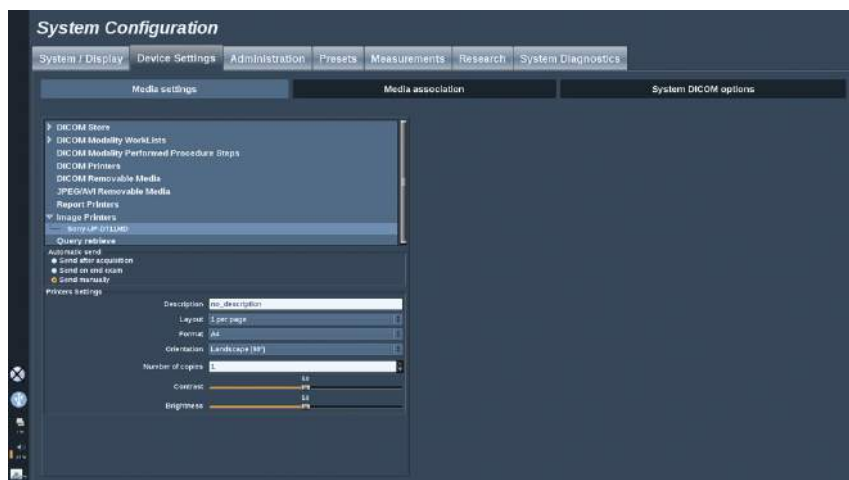 System Configuration
System / Display Device Settings Administration Presets Measurements Research System Diagnostics
Media settings Media association System DICOM options
DICOM Store
DICOM Modality WorkLists
DICOM Modality Performed Procedure Steps
DICOM Printers
DICOM Removable Media
JPEG/AVI Removable Media
Report Printers
Image Printers
Query retrieve
Automatic send
Send after acquisition
Send on end exam
Send manually
Printers Settings
Description no_description
Layout 1 per page
Format A4
Orientation Landscape (90°)
Number of copies 1
Contrast
Brightness